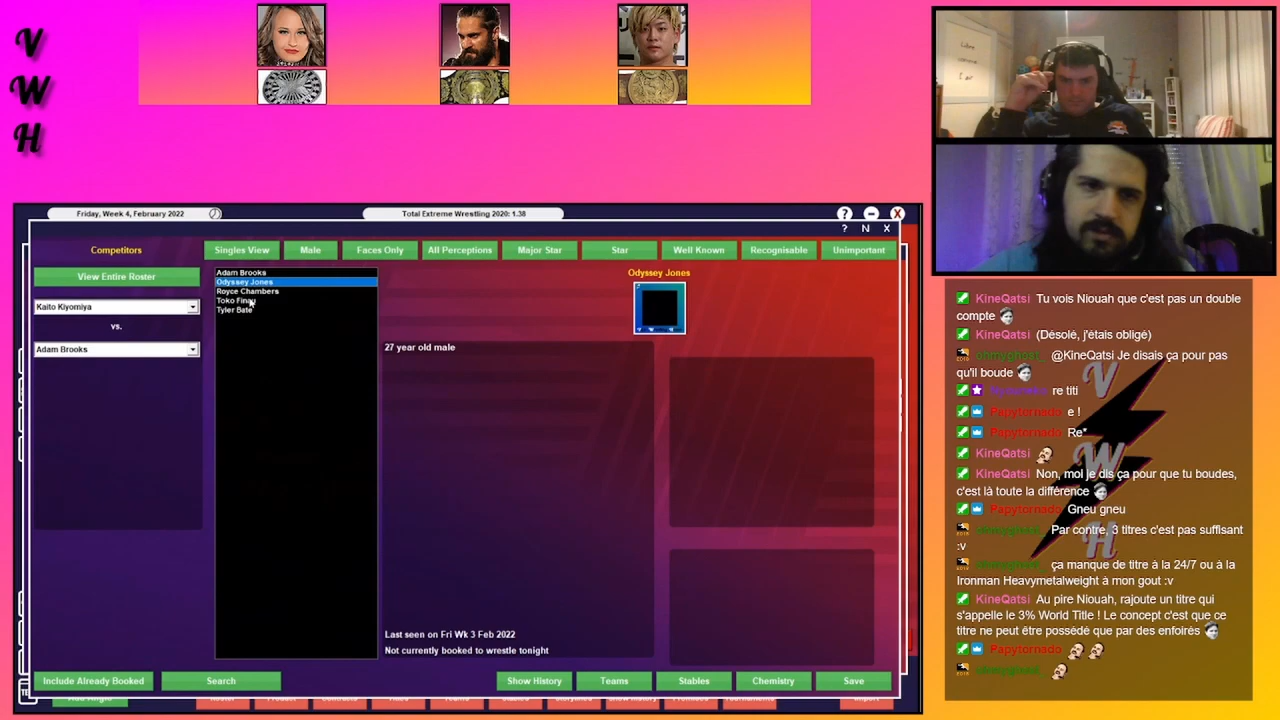 V
W
H
Friday, Week 4, February 2022
Total Extreme Wrestling 2020: 1.38
?
X
? N X
Competitors
Singles View
Male
Faces Only
All Perceptions
Major Star
Star
Well Known
Recognisable
Unimportant
View Entire Roster
Kaito Kiyomiya
vs.
Adam Brooks
Adam Brooks
Odyssey Jones
Royce Chambers
Toko Finau
Tyler Bate
Odyssey Jones
27 year old male
Last seen on Fri Wk 3 Feb 2022
Not currently booked to wrestle tonight
Include Already Booked
Search
Show History
Teams
Stables
Chemistry
Save
KineQatsi Tu vois Niouah que c'est pas un double
compte
KineQatsi (Désolé, j'étais obligé)
@KineQatsi Je disais ça pour pas
qu'il boude
re titi
Papytornado e !
Papytornado Re*
KineQatsi
KineQatsi Non, moi je dis ça pour que tu boudes,
c'est là toute la différence
Papytornado Gneu gneu
Par contre, 3 titres c'est pas suffisant
:v
ça manque de titre à la 24/7 ou à la
Ironman Heavymetalweight à mon gout :v
KineQatsi Au pire Niouah, rajoute un titre qui
s'appelle le 3% World Title ! Le concept c'est que ce
titre ne peut être possédé que par des enfoirés
Papytornado
V
W
H